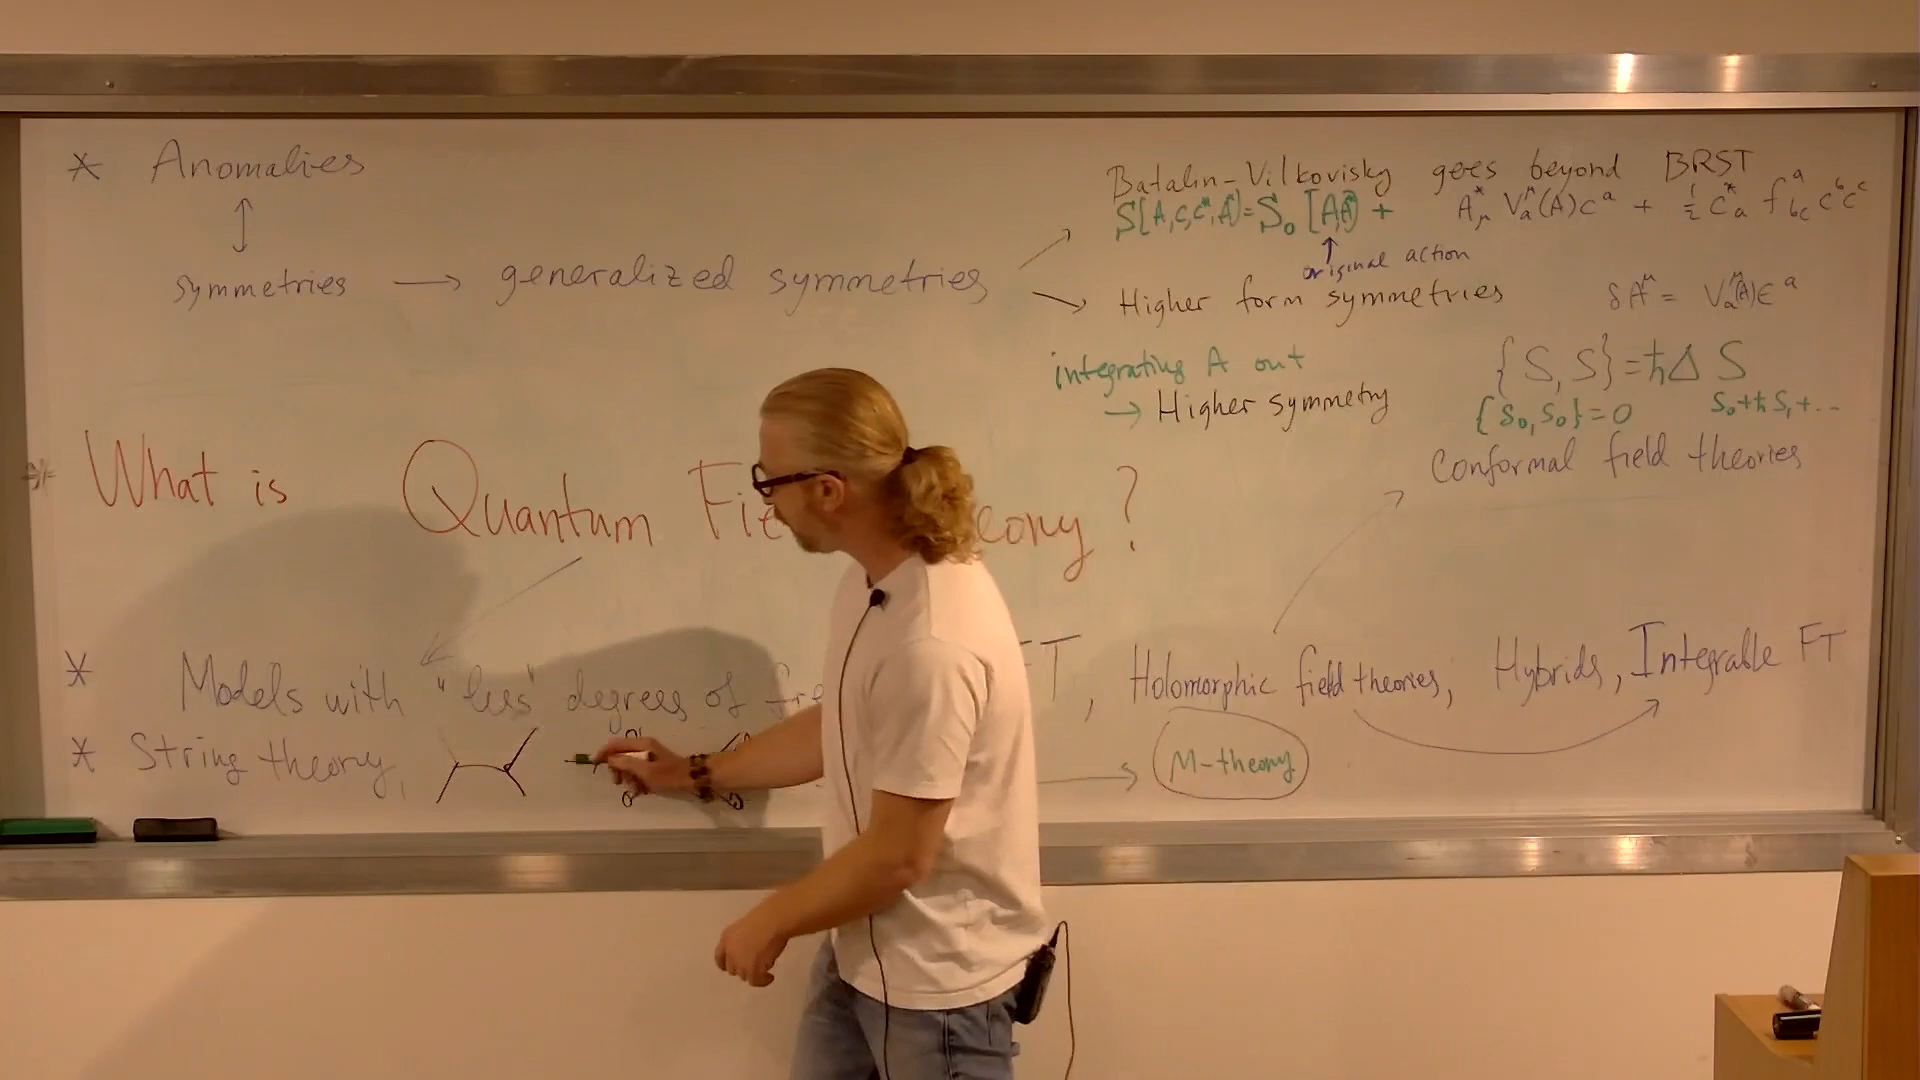 * Anomalies
↕
symmetries → generalized symmetries
Batalin-Vilkovisky goes beyond BRST
S[A,C,C*,A*]=S₀[A] + A*_μ V^μ_a(A)c^a + ½ C*_a f^a_bc c^b c^c
↑
original action
Higher form symmetries
δA^μ = V^μ_a(A)ϵ^a
integrating A out
→ Higher symmetry
{S, S}=ħΔ S
{S₀,S₀}=0
S₀+ħS₁+...
Conformal field theories
* What is Quantum ?
* Models with "less" degrees of
, Holomorphic field theories, Hybrids, Integrable FT
* String theory,
→ M-theory